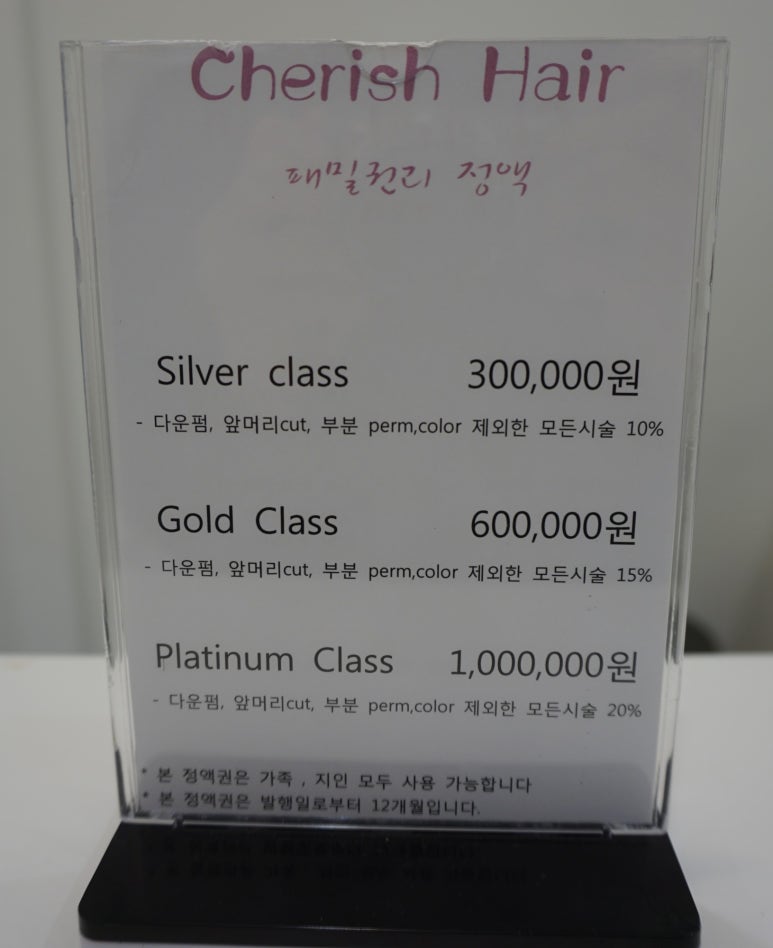 Cherish Hair
패밀리권 정액
Silver class 300,000원
- 다운펌, 앞머리cut, 부분 perm,color 제외한 모든시술 10%
Gold Class 600,000원
- 다운펌, 앞머리cut, 부분 perm,color 제외한 모든시술 15%
Platinum Class 1,000,000원
- 다운펌, 앞머리cut, 부분 perm,color 제외한 모든시술 20%
* 본 정액권은 가족 , 지인 모두 사용 가능합니다
* 본 정액권은 발행일로부터 12개월입니다.